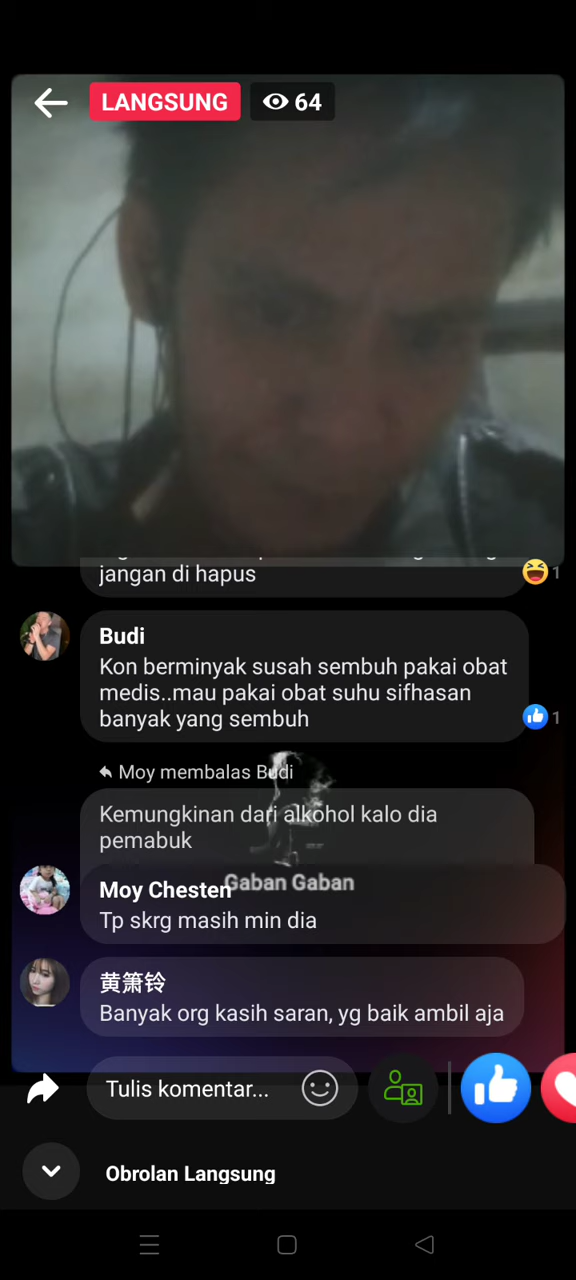 LANGSUNG
64
jangan di hapus
1
Budi
Kon berminyak susah sembuh pakai obat
medis..mau pakai obat suhu sifhasan
banyak yang sembuh
1
Moy membalas Budi
Kemungkinan dari alkohol kalo dia
pemabuk
Gaban Gaban
Moy Chesten
Tp skrg masih min dia
黄箫铃
Banyak org kasih saran, yg baik ambil aja
Tulis komentar...
Obrolan Langsung